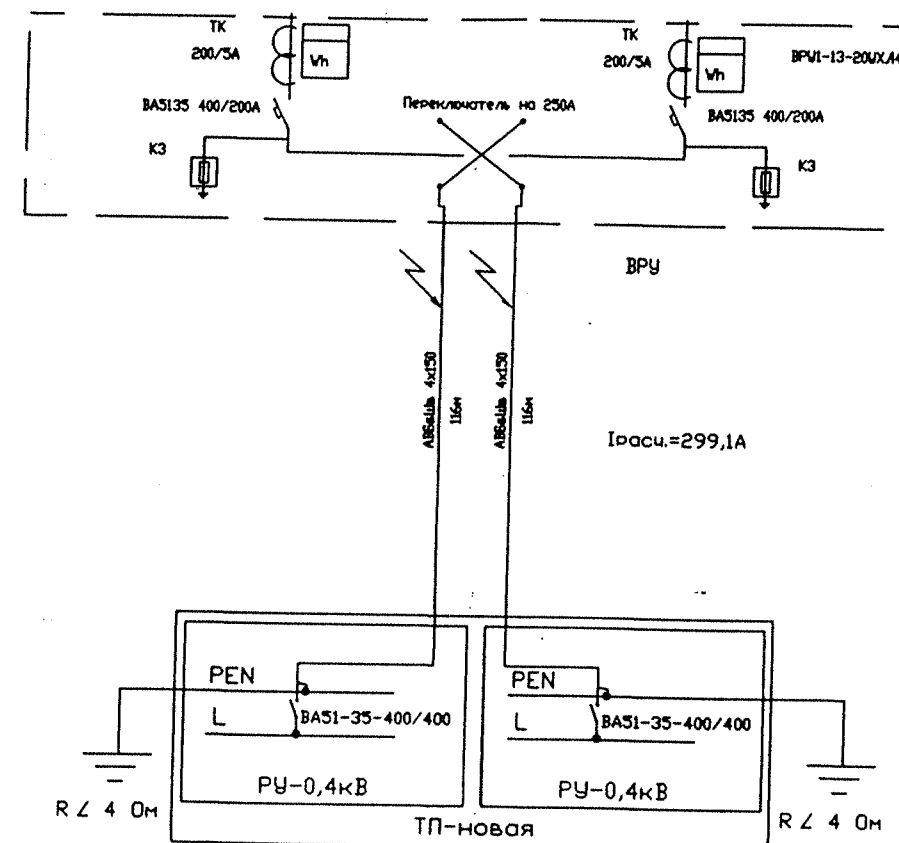 ТК
200/5А
Wh
ВА5135 400/200А
КЗ
Переключатель на 250А
ТК
200/5А
Wh
ВРУ1-13-20УХЛ4
ВА5135 400/200А
КЗ
ВРУ
АВБбШв 4х150
116м
АВБбШв 4х150
116м
Iрасч.=299,1А
PEN
L
ВА51-35-400/400
РУ-0,4кВ
PEN
L
ВА51-35-400/400
РУ-0,4кВ
R ∠ 4 Ом
ТП-новая
R ∠ 4 Ом